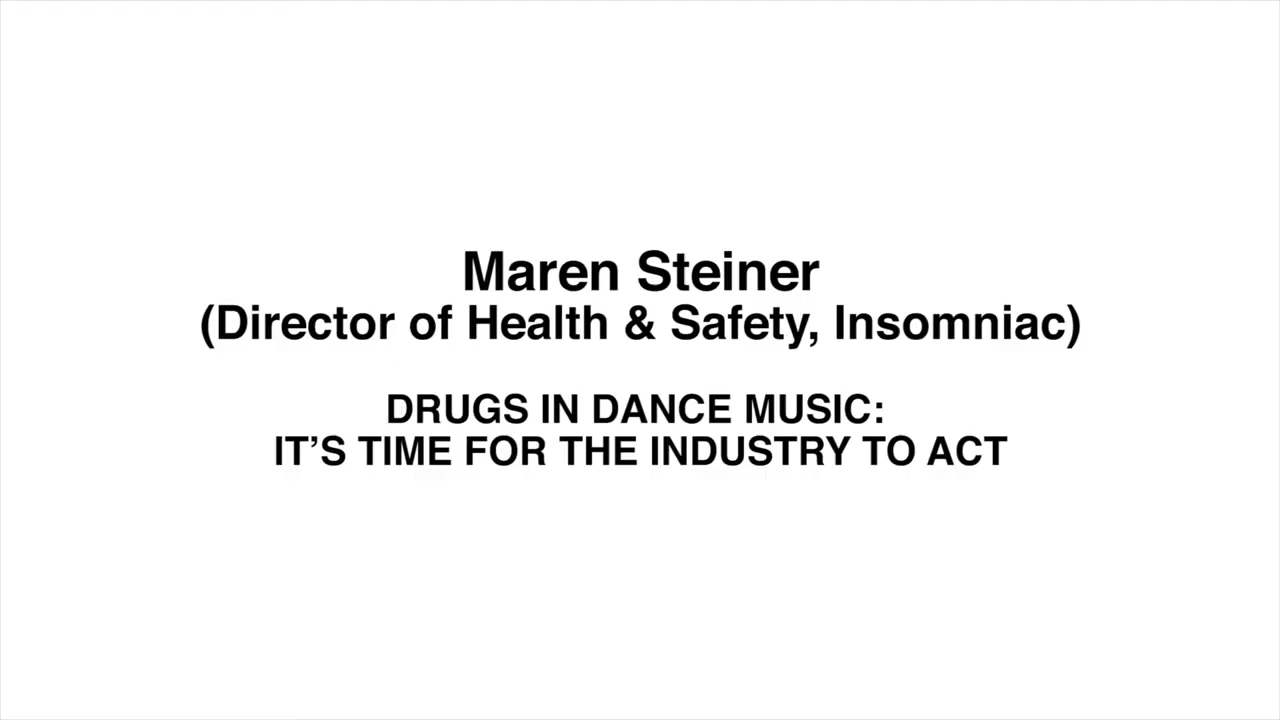 Maren Steiner
(Director of Health & Safety, Insomniac)
DRUGS IN DANCE MUSIC:
IT’S TIME FOR THE INDUSTRY TO ACT